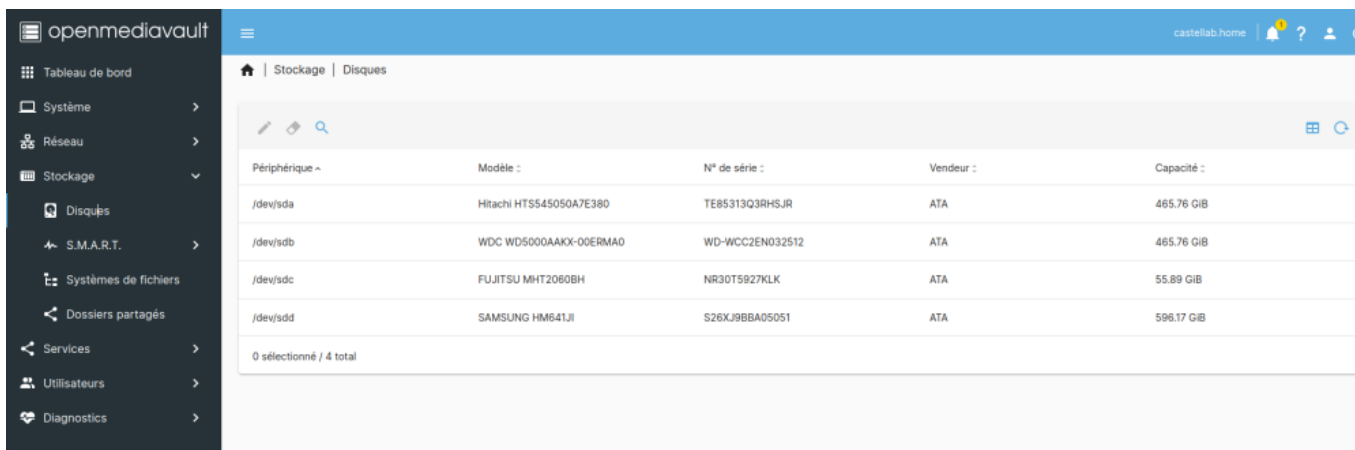 openmediavault
castellab.home
1
?
Tableau de bord
Système
Réseau
Stockage
Disques
S.M.A.R.T.
Systèmes de fichiers
Dossiers partagés
Services
Utilisateurs
Diagnostics
| Stockage | Disques
Périphérique Modèle N° de série Vendeur Capacité
/dev/sda Hitachi HTS545050A7E380 TE85313Q3RHSJR ATA 465.76 GiB
/dev/sdb WDC WD5000AAKX-00ERMA0 WD-WCC2EN032512 ATA 465.76 GiB
/dev/sdc FUJITSU MHT2060BH NR30T5927KLK ATA 55.89 GiB
/dev/sdd SAMSUNG HM641JI S26XJ9BBA05051 ATA 596.17 GiB
0 sélectionné / 4 total